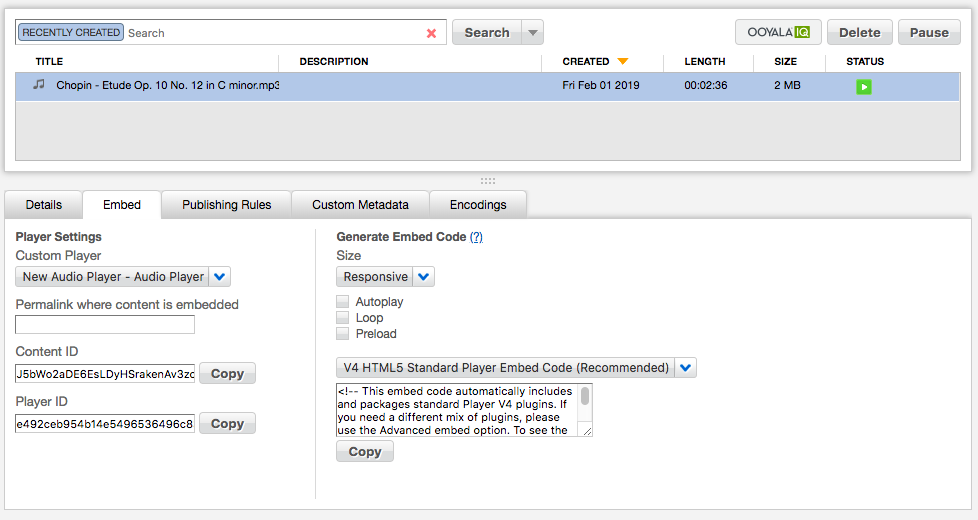 RECENTLY CREATED Search Search OOYALA IQ Delete Pause
TITLE DESCRIPTION CREATED LENGTH SIZE STATUS
Chopin - Etude Op. 10 No. 12 in C minor.mp3 Fri Feb 01 2019 00:02:36 2 MB
Details Embed Publishing Rules Custom Metadata Encodings
Player Settings
Custom Player
New Audio Player - Audio Player
Permalink where content is embedded
Content ID
J5bWo2aDE6EsLDyHSrakenAv3zc Copy
Player ID
e492ceb954b14e5496536496c8 Copy
Generate Embed Code (?)
Size
Responsive
Autoplay
Loop
Preload
V4 HTML5 Standard Player Embed Code (Recommended)
<!-- This embed code automatically includes
and packages standard Player V4 plugins. If
you need a different mix of plugins, please
use the Advanced embed option. To see the
Copy